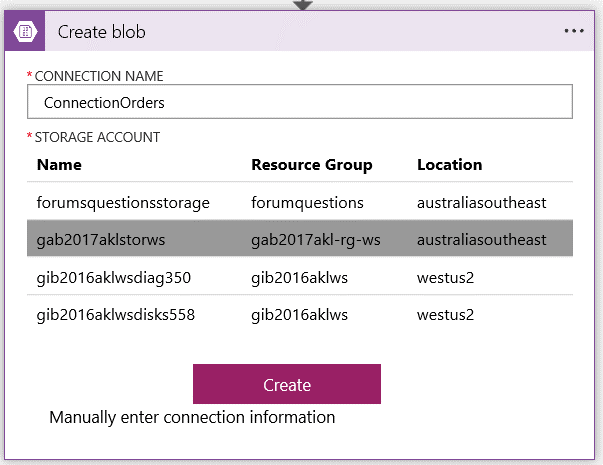 Create blob
*CONNECTION NAME
ConnectionOrders
*STORAGE ACCOUNT
Name Resource Group Location
forumsquestionsstorage forumquestions australiasoutheast
gab2017aklstorws gab2017akl-rg-ws australiasoutheast
gib2016aklwsdiag350 gib2016aklws westus2
gib2016aklwsdisks558 gib2016aklws westus2
Create
Manually enter connection information